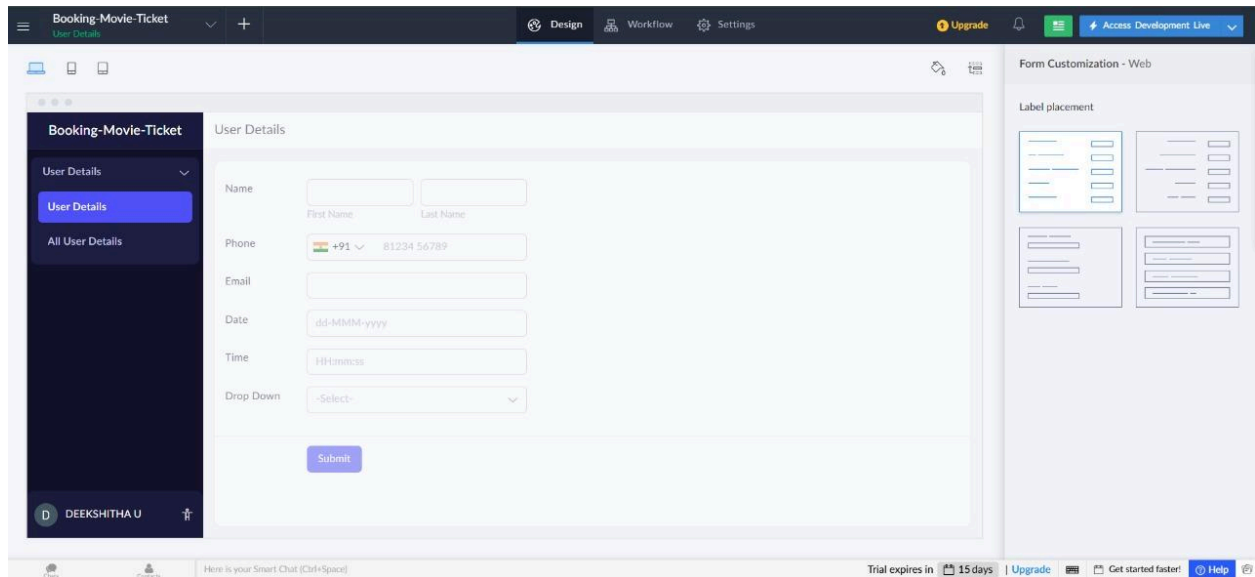 Booking-Movie-Ticket
User Details
Design
Workflow
Settings
Upgrade
Access Development Live
Form Customization - Web
Label placement
Booking-Movie-Ticket
User Details
User Details
User Details
All User Details
Name
First Name
Last Name
Phone
+91
81234 56789
Email
Date
dd-MMM-yyyy
Time
HH:mm:ss
Drop Down
-Select-
Submit
D
DEEKSHITHA U
Chats
Contacts
Here is your Smart Chat (Ctrl+Space)
Trial expires in 15 days | Upgrade
Get started faster!
Help